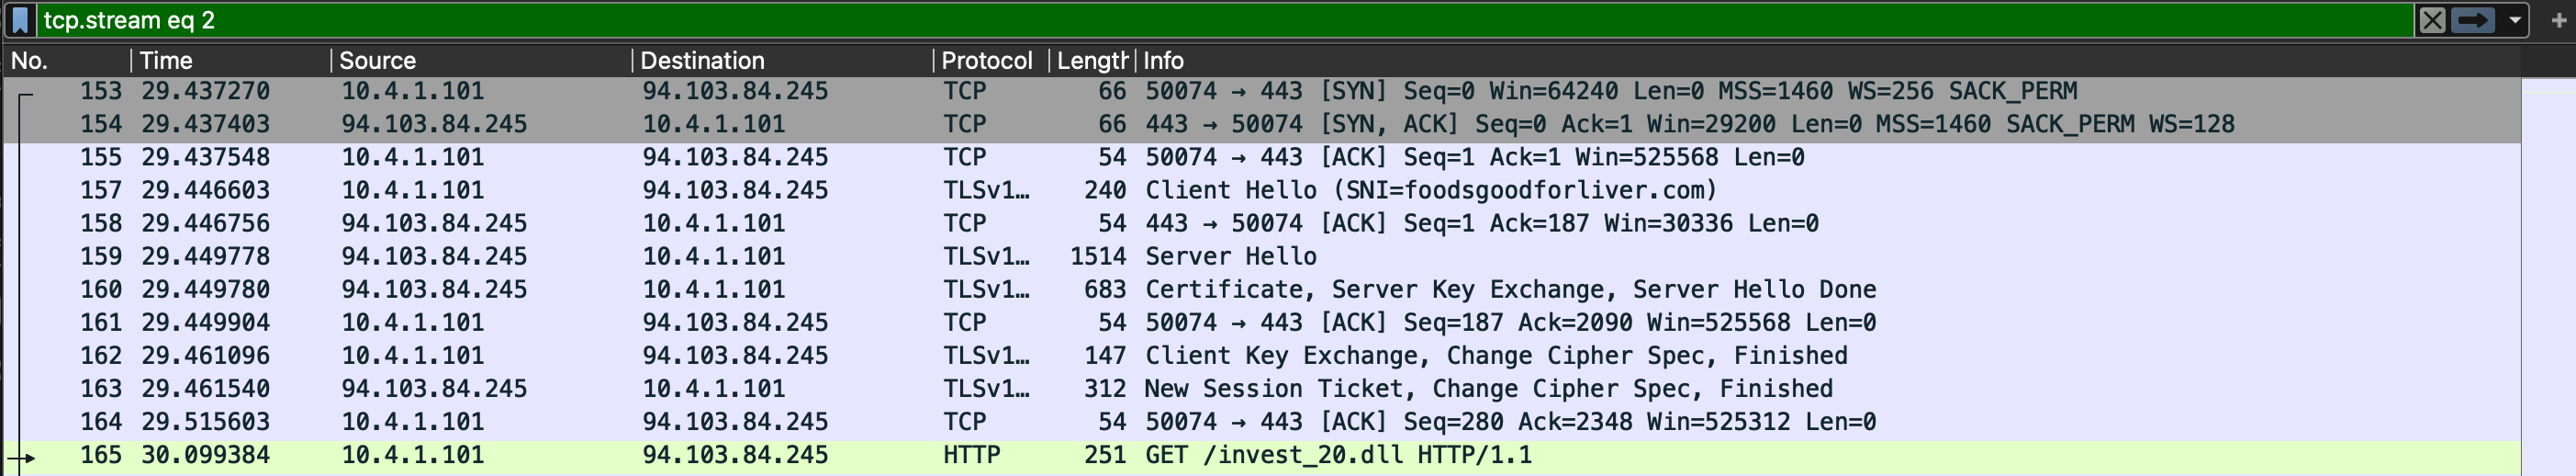 tcp.stream eq 2
No. Time Source Destination Protocol Length Info
153 29.437270 10.4.1.101 94.103.84.245 TCP 66 50074 → 443 [SYN] Seq=0 Win=64240 Len=0 MSS=1460 WS=256 SACK_PERM
154 29.437403 94.103.84.245 10.4.1.101 TCP 66 443 → 50074 [SYN, ACK] Seq=0 Ack=1 Win=29200 Len=0 MSS=1460 SACK_PERM WS=128
155 29.437548 10.4.1.101 94.103.84.245 TCP 54 50074 → 443 [ACK] Seq=1 Ack=1 Win=525568 Len=0
157 29.446603 10.4.1.101 94.103.84.245 TLSv1… 240 Client Hello (SNI=foodsgoodforliver.com)
158 29.446756 94.103.84.245 10.4.1.101 TCP 54 443 → 50074 [ACK] Seq=1 Ack=187 Win=30336 Len=0
159 29.449778 94.103.84.245 10.4.1.101 TLSv1… 1514 Server Hello
160 29.449780 94.103.84.245 10.4.1.101 TLSv1… 683 Certificate, Server Key Exchange, Server Hello Done
161 29.449904 10.4.1.101 94.103.84.245 TCP 54 50074 → 443 [ACK] Seq=187 Ack=2090 Win=525568 Len=0
162 29.461096 10.4.1.101 94.103.84.245 TLSv1… 147 Client Key Exchange, Change Cipher Spec, Finished
163 29.461540 94.103.84.245 10.4.1.101 TLSv1… 312 New Session Ticket, Change Cipher Spec, Finished
164 29.515603 10.4.1.101 94.103.84.245 TCP 54 50074 → 443 [ACK] Seq=280 Ack=2348 Win=525312 Len=0
165 30.099384 10.4.1.101 94.103.84.245 HTTP 251 GET /invest_20.dll HTTP/1.1